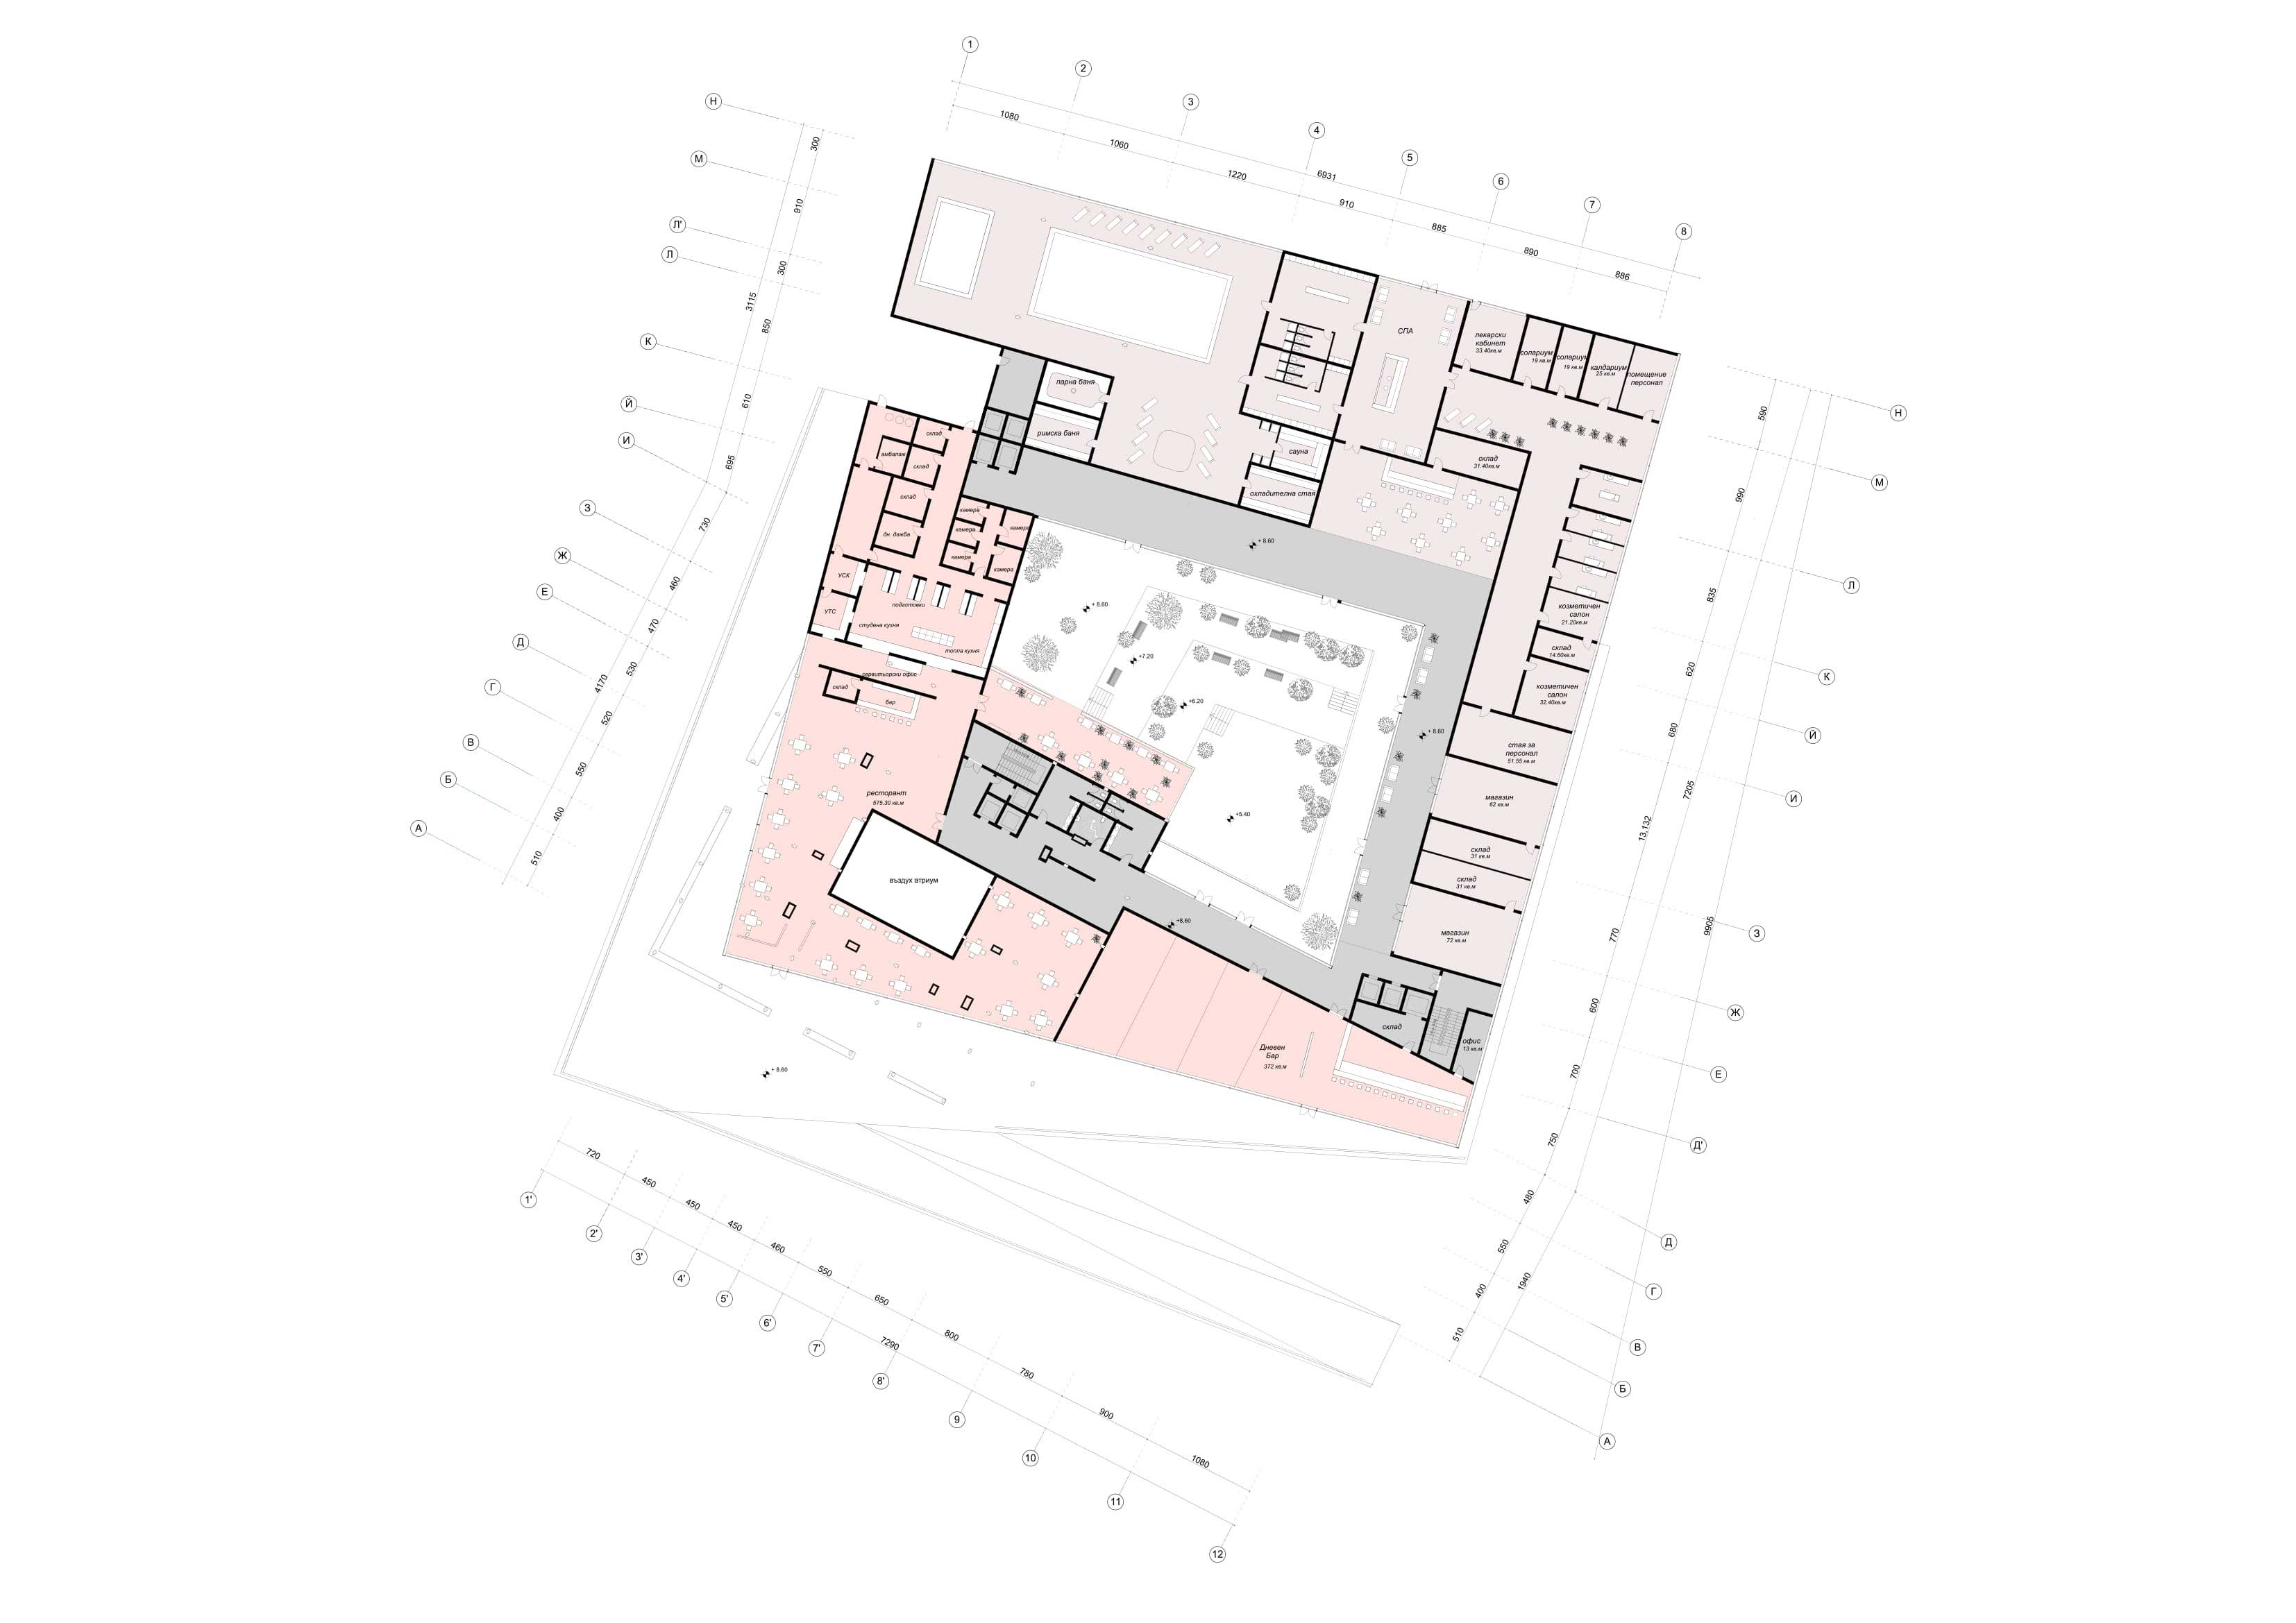 1
2
3
4
5
6
7
8
1080
1060
1220
6931
910
885
890
886
Н
М
Л'
Л
К
Й
И
З
Ж
Е
Д
Г
В
Б
А
300
910
300
3115
850
610
695
730
460
470
530
4170
520
550
400
510
СПА
лекарски
кабинет
33.40кв.м
солариум
19 кв.м
солариум
19 кв.м
калдариум
25 кв.м
помещение
персонал
парна баня
римска баня
сауна
охладителна стая
склад
31.40кв.м
склад
амбалаж
склад
склад
дн. дажба
камера
камера
камера
камера
камера
УСК
УТС
подготовки
студена кухня
топла кухня
сервитьорски офис
склад
бар
ресторант
575.30 кв.м
въздух атриум
+ 8.60
+ 8.60
+7.20
+6.20
+ 8.60
+5.40
+8.60
+ 8.60
козметичен
салон
21.20кв.м
склад
14.60кв.м
козметичен
салон
32.40кв.м
стая за
персонал
51.55 кв.м
магазин
62 кв.м
склад
31 кв.м
склад
31 кв.м
магазин
72 кв.м
склад
офис
13 кв.м
Дневен
Бар
372 кв.м
590
990
835
620
680
7205
13,132
770
9905
600
700
750
480
550
400
1940
510
Н
М
Л
К
Й
И
З
Ж
Е
Д'
Д
Г
В
Б
А
720
450
450
450
460
550
650
7290
800
780
900
1080
1'
2'
3'
4'
5'
6'
7'
8'
9
10
11
12